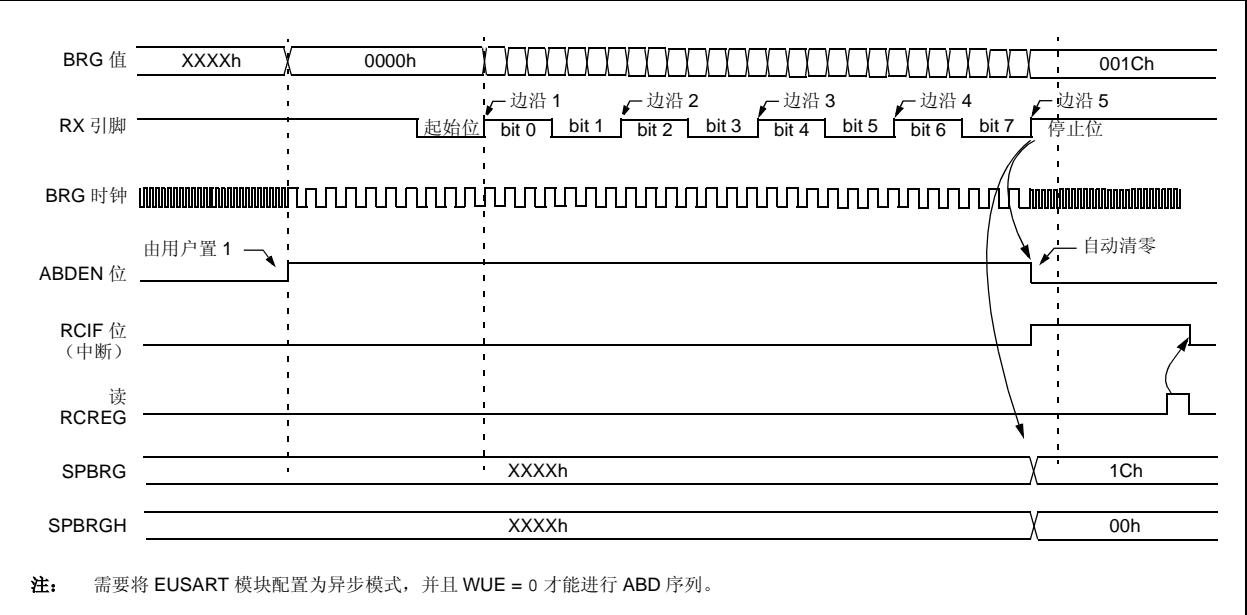 BRG 值 XXXXh 0000h 001Ch
边沿 1 边沿 2 边沿 3 边沿 4 边沿 5
RX 引脚 起始位 bit 0 bit 1 bit 2 bit 3 bit 4 bit 5 bit 6 bit 7 停止位
BRG 时钟
由用户置 1 自动清零
ABDEN 位
RCIF 位
（中断）
读
RCREG
SPBRG XXXXh 1Ch
SPBRGH XXXXh 00h
注： 需要将 EUSART 模块配置为异步模式，并且 WUE = 0 才能进行 ABD 序列。